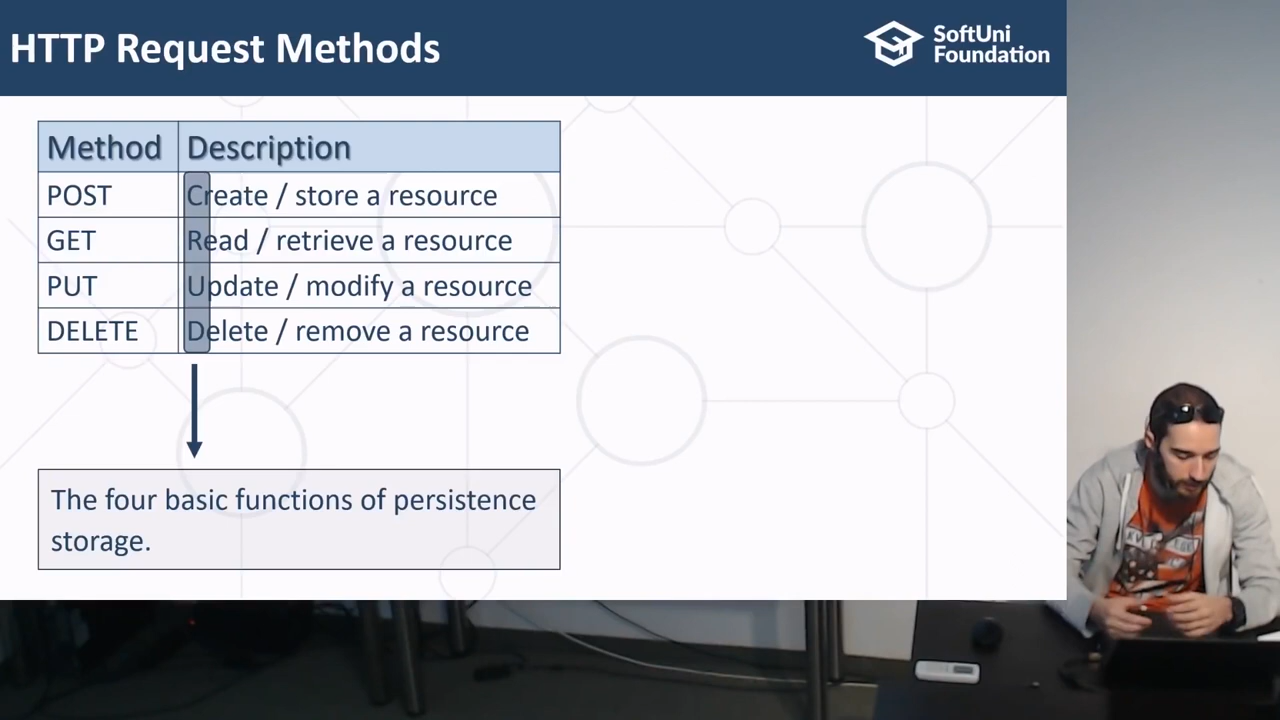 HTTP Request Methods
SoftUni
Foundation
Method Description
POST Create / store a resource
GET Read / retrieve a resource
PUT Update / modify a resource
DELETE Delete / remove a resource
The four basic functions of persistence
storage.